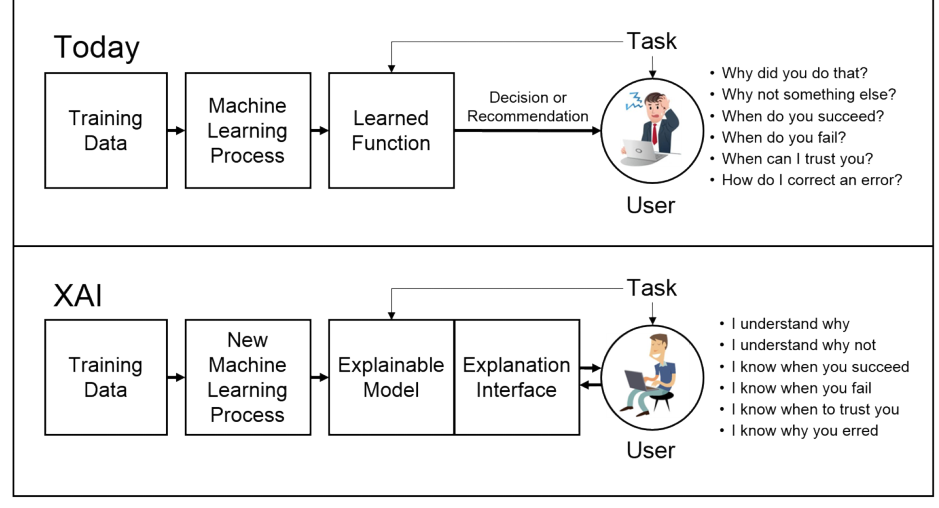 Today
Training
Data
Machine
Learning
Process
Learned
Function
Decision or
Recommendation
Task
User
• Why did you do that?
• Why not something else?
• When do you succeed?
• When do you fail?
• When can I trust you?
• How do I correct an error?
XAI
Training
Data
New
Machine
Learning
Process
Explainable
Model
Explanation
Interface
Task
User
• I understand why
• I understand why not
• I know when you succeed
• I know when you fail
• I know when to trust you
• I know why you erred